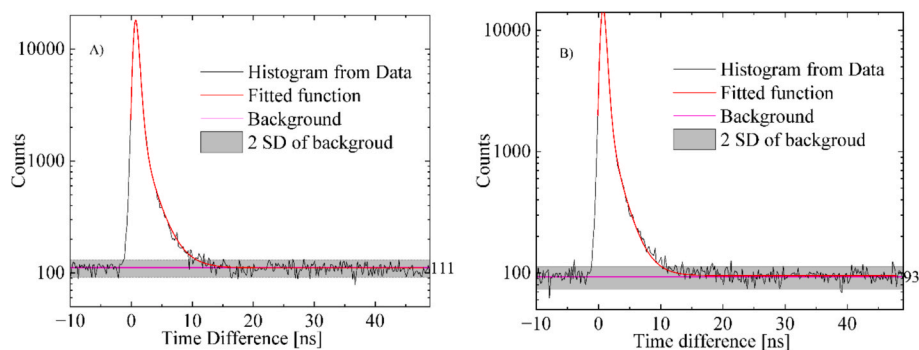 A)
Histogram from Data
Fitted function
Background
2 SD of backgroud
10000
1000
100
111
Counts
−10 0 10 20 30 40
Time Difference [ns]
B)
Histogram from Data
Fitted function
Background
2 SD of backgroud
10000
1000
100
93
Counts
−10 0 10 20 30 40
Time difference [ns]